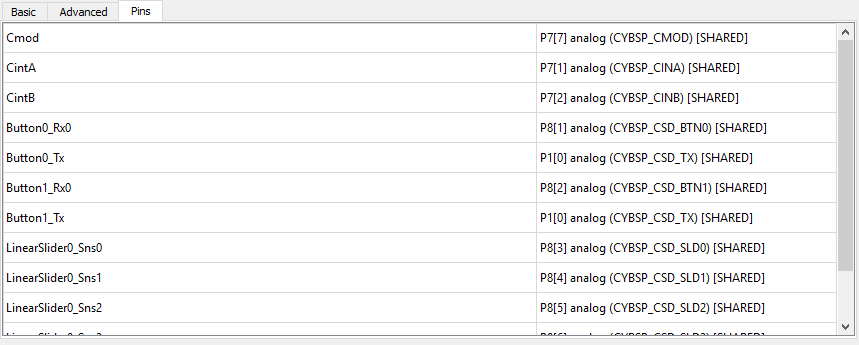 Basic Advanced Pins
Cmod P7[7] analog (CYBSP_CMOD) [SHARED]
CintA P7[1] analog (CYBSP_CINA) [SHARED]
CintB P7[2] analog (CYBSP_CINB) [SHARED]
Button0_Rx0 P8[1] analog (CYBSP_CSD_BTN0) [SHARED]
Button0_Tx P1[0] analog (CYBSP_CSD_TX) [SHARED]
Button1_Rx0 P8[2] analog (CYBSP_CSD_BTN1) [SHARED]
Button1_Tx P1[0] analog (CYBSP_CSD_TX) [SHARED]
LinearSlider0_Sns0 P8[3] analog (CYBSP_CSD_SLD0) [SHARED]
LinearSlider0_Sns1 P8[4] analog (CYBSP_CSD_SLD1) [SHARED]
LinearSlider0_Sns2 P8[5] analog (CYBSP_CSD_SLD2) [SHARED]